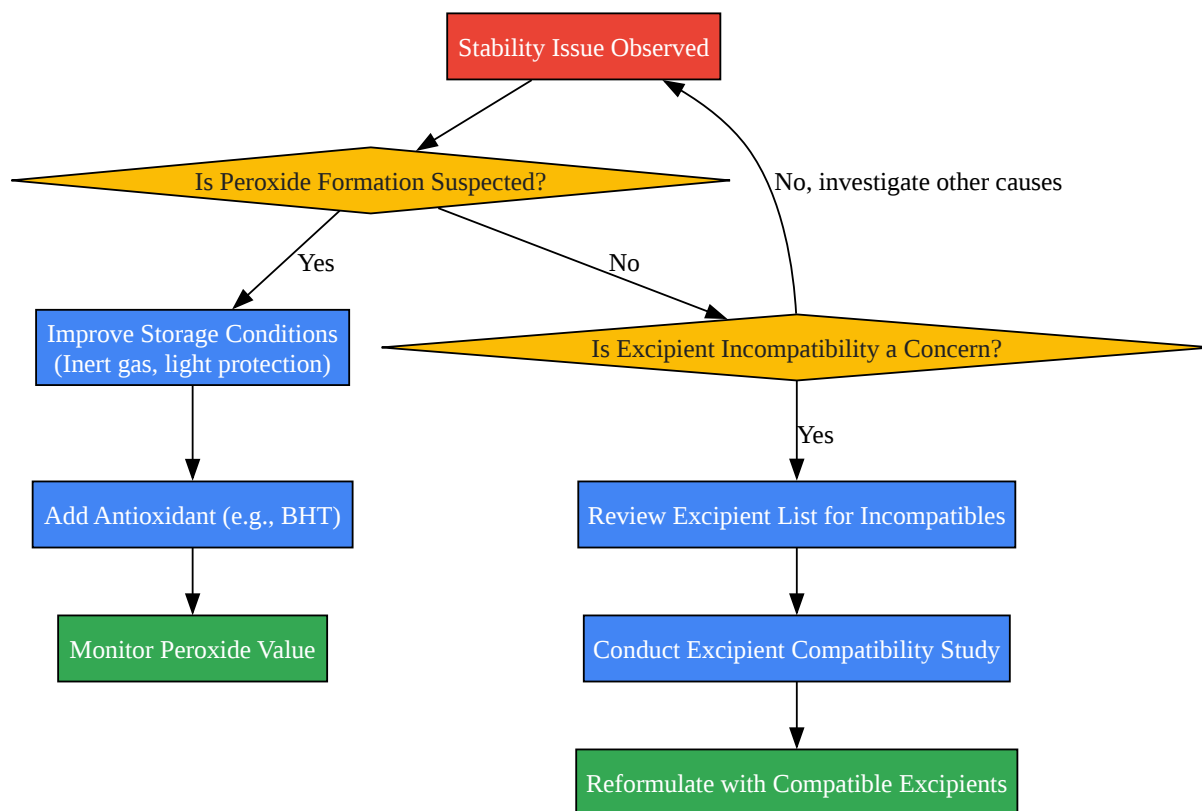 Stability Issue Observed
Is Peroxide Formation Suspected?
No, investigate other causes
Yes
No
Improve Storage Conditions
(Inert gas, light protection)
Is Excipient Incompatibility a Concern?
Yes
Add Antioxidant (e.g., BHT)
Review Excipient List for Incompatibles
Monitor Peroxide Value
Conduct Excipient Compatibility Study
Reformulate with Compatible Excipients